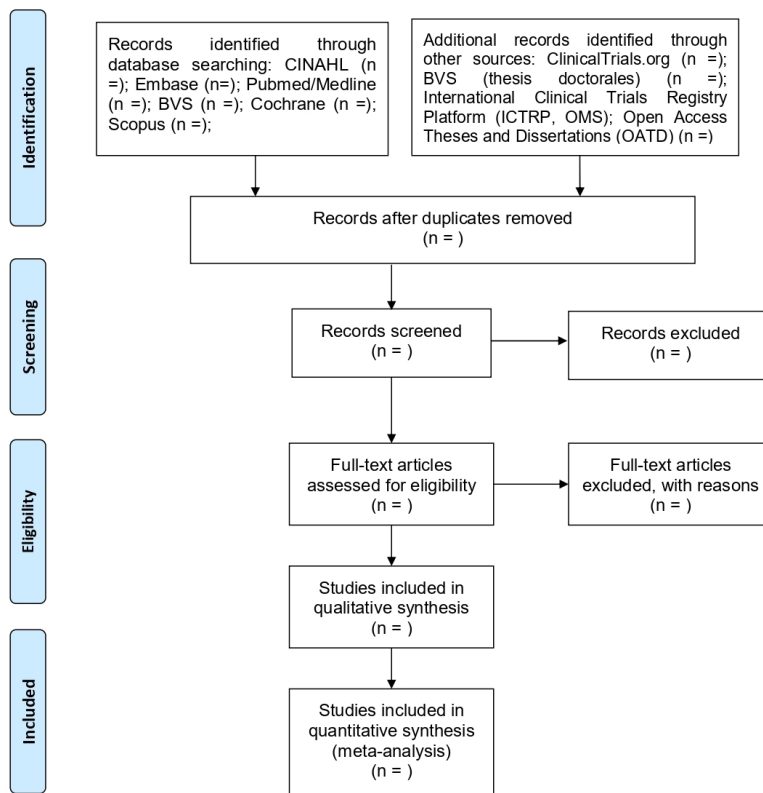 Identification
Records identified through
database searching: CINAHL (n
=); Embase (n=); Pubmed/Medline
(n =); BVS (n =); Cochrane (n =);
Scopus (n =);
Additional records identified through
other sources: ClinicalTrials.org (n =);
BVS (thesis doctorales) (n =);
International Clinical Trials Registry
Platform (ICTRP, OMS); Open Access
Theses and Dissertations (OATD) (n =)
Records after duplicates removed
(n = )
Screening
Records screened
(n = )
Records excluded
(n = )
Eligibility
Full-text articles
assessed for eligibility
(n = )
Full-text articles
excluded, with reasons
(n = )
Studies included in
qualitative synthesis
(n = )
Included
Studies included in
quantitative synthesis
(meta-analysis)
(n = )